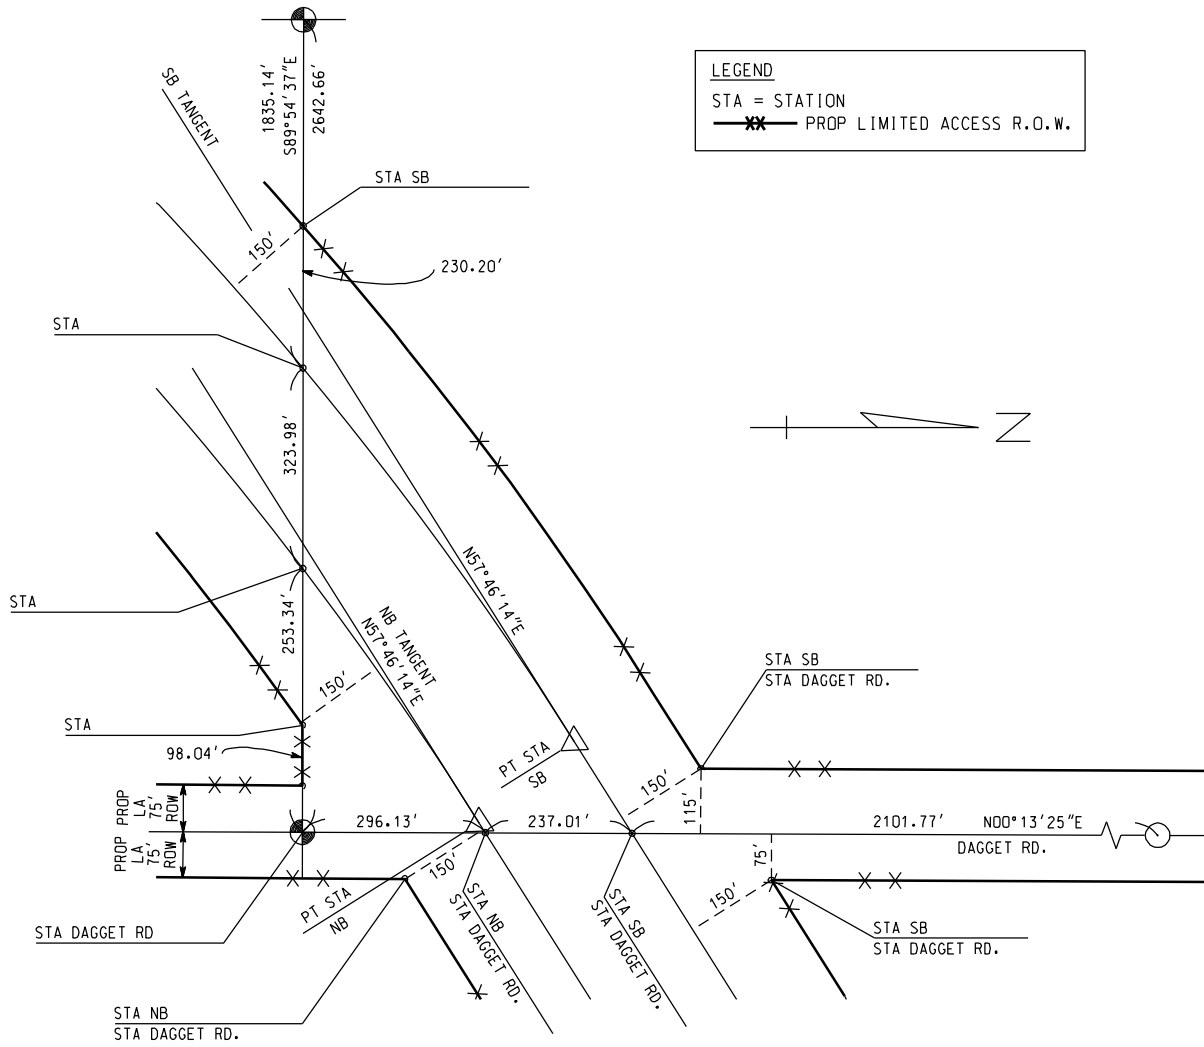 LEGEND
STA = STATION
PROP LIMITED ACCESS R.O.W.
1835.14'
S89°54'37"E
2642.66'
SB TANGENT
STA SB
150'
230.20'
STA
323.98'
N57°46'14"E
STA
253.34'
NB TANGENT
N57°46'14"E
150'
STA
98.04'
STA SB
STA DAGGET RD.
PT STA
SB
150'
115'
PROP PROP
LA LA
75' 75'
ROW ROW
296.13'
237.01'
2101.77'
N00°13'25"E
DAGGET RD.
75'
150'
150'
PT STA
NB
STA NB
STA DAGGET RD.
STA SB
STA DAGGET RD.
STA SB
STA DAGGET RD.
STA DAGGET RD
STA NB
STA DAGGET RD.
N